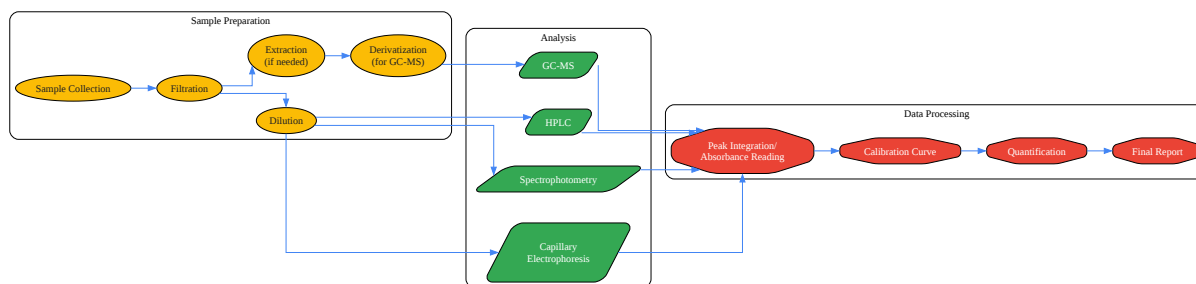 Sample Preparation
Sample Collection
Filtration
Extraction
(if needed)
Derivatization
(for GC-MS)
Dilution
Analysis
GC-MS
HPLC
Spectrophotometry
Capillary
Electrophoresis
Data Processing
Peak Integration/
Absorbance Reading
Calibration Curve
Quantification
Final Report